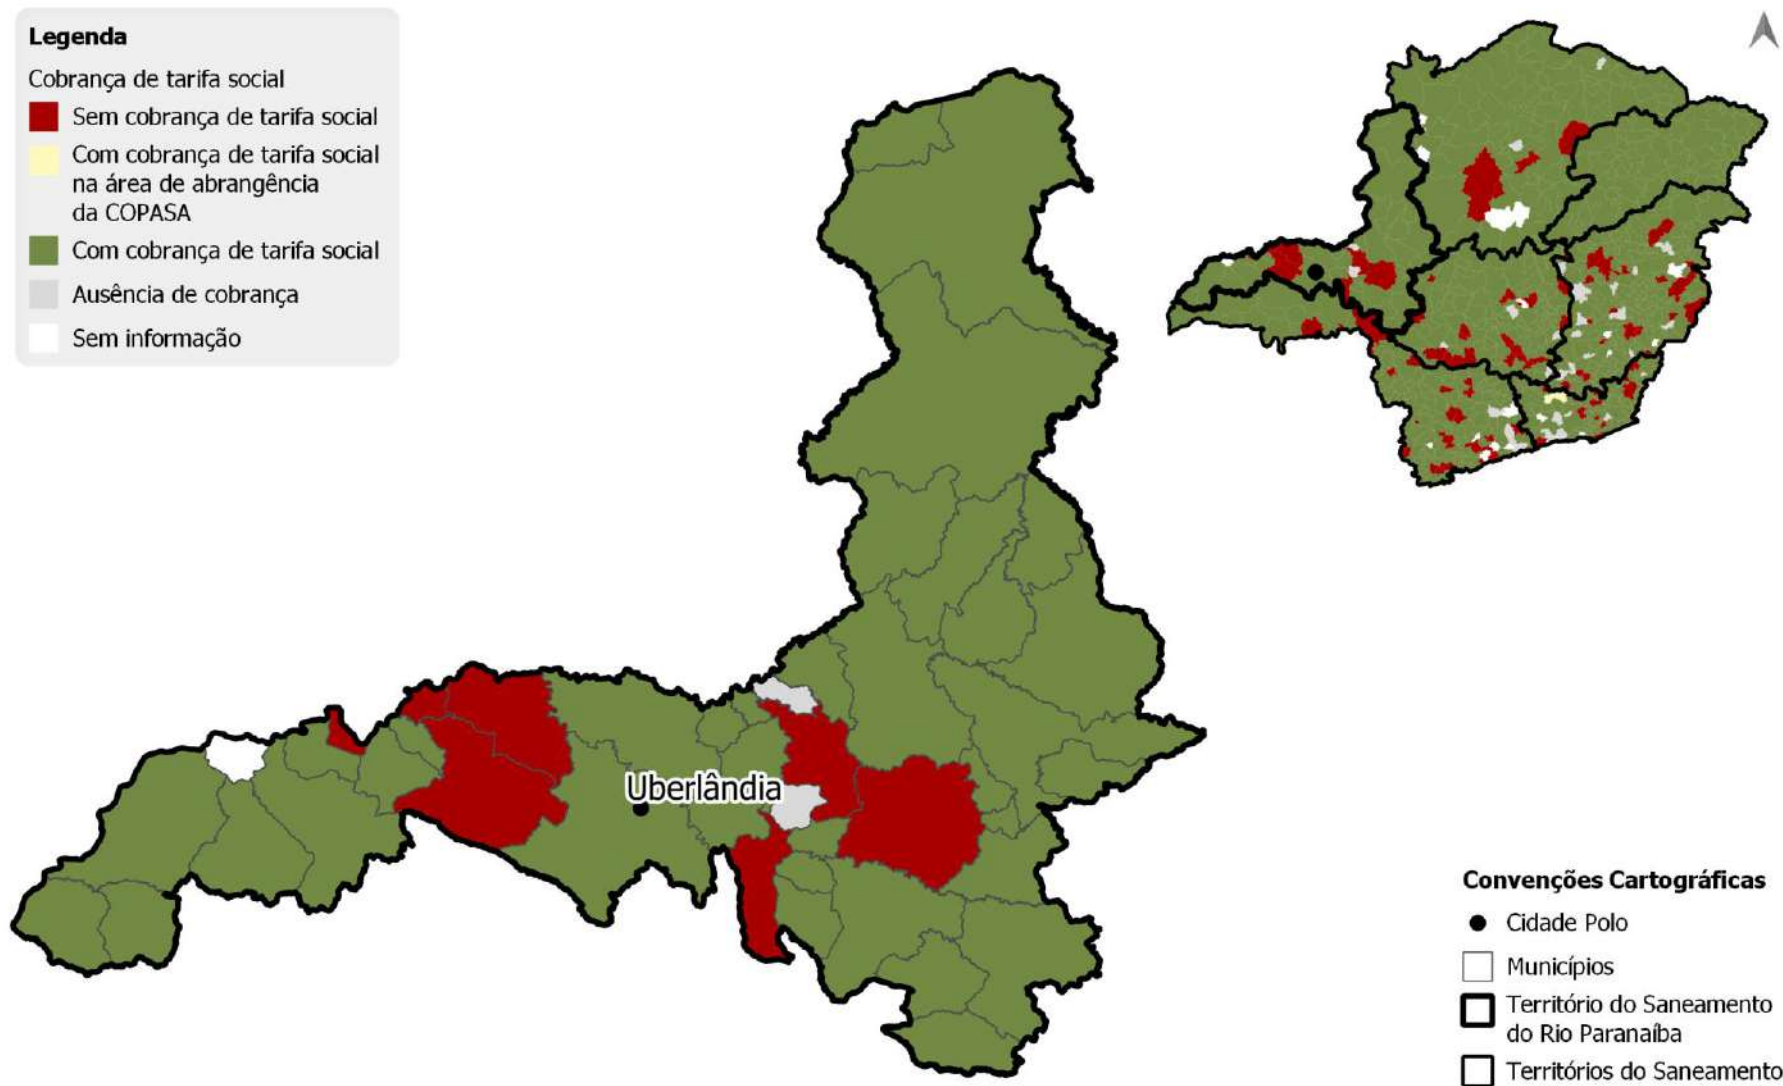 Legenda
Cobrança de tarifa social
Sem cobrança de tarifa social
Com cobrança de tarifa social
na área de abrangência
da COPASA
Com cobrança de tarifa social
Ausência de cobrança
Sem informação
Uberlândia
Convenções Cartográficas
Cidade Polo
Municípios
Território do Saneamento
do Rio Paranaíba
Territórios do Saneamento